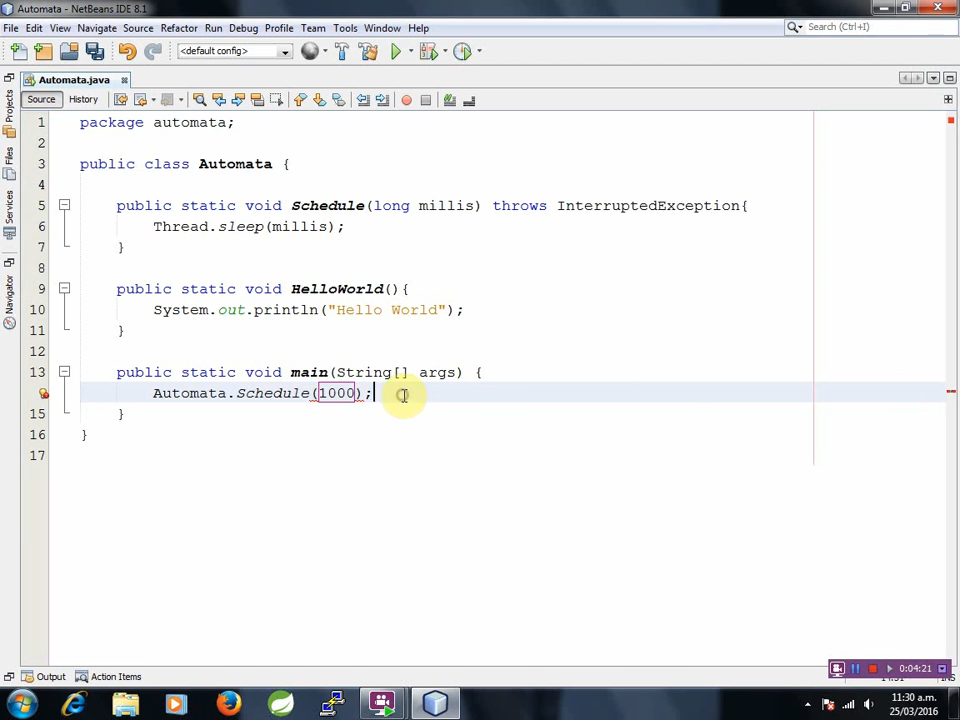 Automata - NetBeans IDE 8.1
File Edit View Navigate Source Refactor Run Debug Profile Team Tools Window Help
Search (Ctrl+I)
<default config>
Automata.java
Source History
Projects
Files
Services
Navigator
1 package automata;
2
3 public class Automata {
4
5 public static void Schedule(long millis) throws InterruptedException{
6 Thread.sleep(millis);
7 }
8
9 public static void HelloWorld(){
10 System.out.println("Hello World");
11 }
12
13 public static void main(String[] args) {
Automata.Schedule(1000);
15 }
16 }
17
Output Action Items
0:04:21
11:30 a.m.
25/03/2016